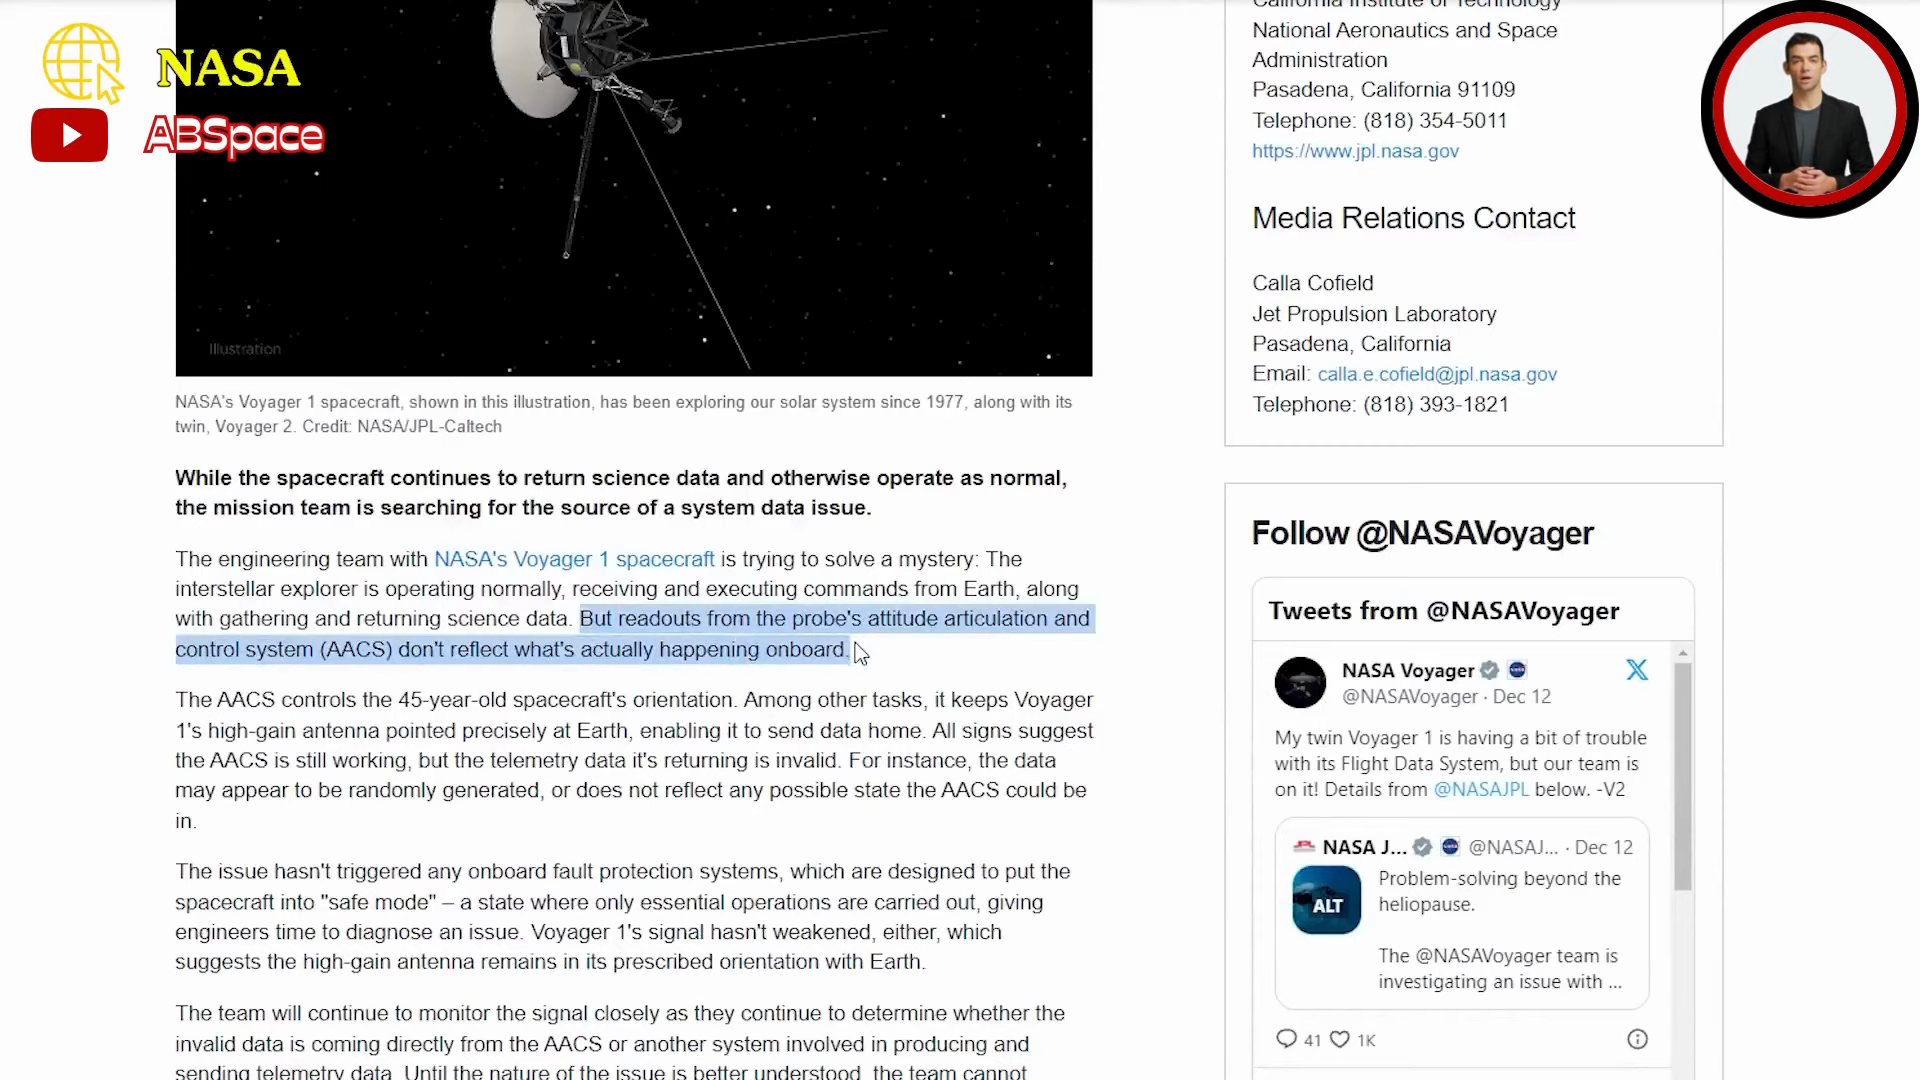 NASA
ABSpace
Illustration
NASA's Voyager 1 spacecraft, shown in this illustration, has been exploring our solar system since 1977, along with its
twin, Voyager 2. Credit: NASA/JPL-Caltech
While the spacecraft continues to return science data and otherwise operate as normal,
the mission team is searching for the source of a system data issue.
The engineering team with NASA's Voyager 1 spacecraft is trying to solve a mystery: The
interstellar explorer is operating normally, receiving and executing commands from Earth, along
with gathering and returning science data. But readouts from the probe's attitude articulation and
control system (AACS) don't reflect what's actually happening onboard.
The AACS controls the 45-year-old spacecraft's orientation. Among other tasks, it keeps Voyager
1's high-gain antenna pointed precisely at Earth, enabling it to send data home. All signs suggest
the AACS is still working, but the telemetry data it's returning is invalid. For instance, the data
may appear to be randomly generated, or does not reflect any possible state the AACS could be
in.
The issue hasn't triggered any onboard fault protection systems, which are designed to put the
spacecraft into "safe mode" – a state where only essential operations are carried out, giving
engineers time to diagnose an issue. Voyager 1's signal hasn't weakened, either, which
suggests the high-gain antenna remains in its prescribed orientation with Earth.
The team will continue to monitor the signal closely as they continue to determine whether the
invalid data is coming directly from the AACS or another system involved in producing and
sending telemetry data. Until the nature of the issue is better understood, the team cannot
California Institute of Technology
National Aeronautics and Space
Administration
Pasadena, California 91109
Telephone: (818) 354-5011
https://www.jpl.nasa.gov
Media Relations Contact
Calla Cofield
Jet Propulsion Laboratory
Pasadena, California
Email: calla.e.cofield@jpl.nasa.gov
Telephone: (818) 393-1821
Follow @NASAVoyager
Tweets from @NASAVoyager
NASA Voyager
@NASAVoyager · Dec 12
My twin Voyager 1 is having a bit of trouble
with its Flight Data System, but our team is
on it! Details from @NASAJPL below. -V2
NASA J... @NASAJ... · Dec 12
ALT
Problem-solving beyond the
heliopause.
The @NASAVoyager team is
investigating an issue with ...
41 1K